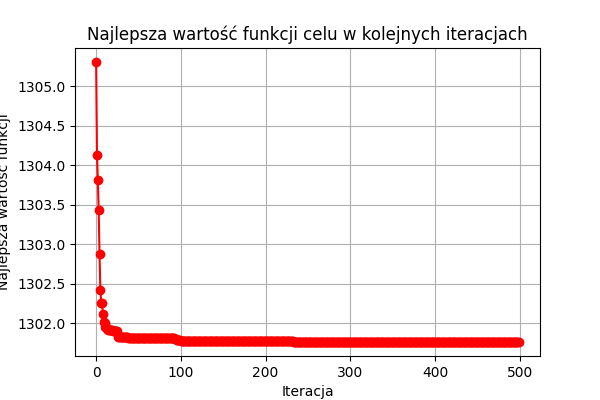 Najlepsza wartość funkcji celu w kolejnych iteracjach
Najlepsza wartość funkcji
1305.0
1304.5
1304.0
1303.5
1303.0
1302.5
1302.0
0 100 200 300 400 500
Iteracja